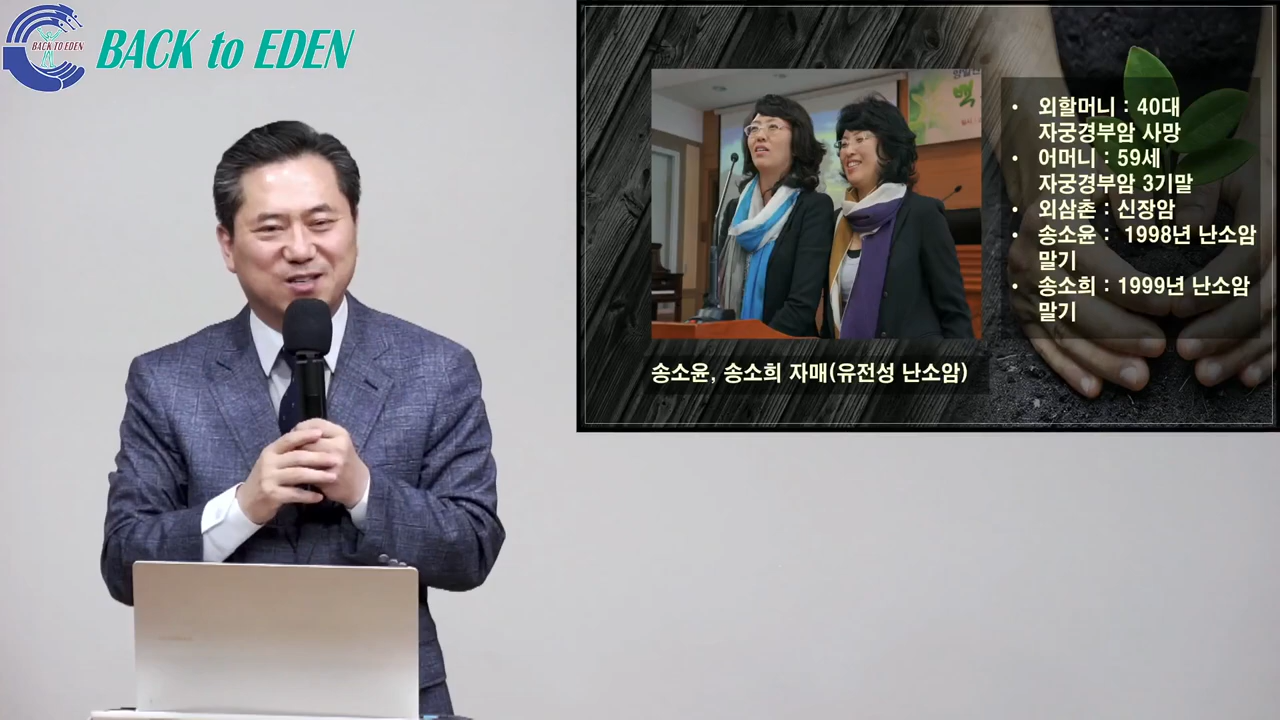 BACK TO EDEN
BACK to EDEN
백
• 외할머니 : 40대
자궁경부암 사망
• 어머니 : 59세
자궁경부암 3기말
• 외삼촌 : 신장암
• 송소윤 : 1998년 난소암
말기
• 송소희 : 1999년 난소암
말기
송소윤, 송소희 자매(유전성 난소암)